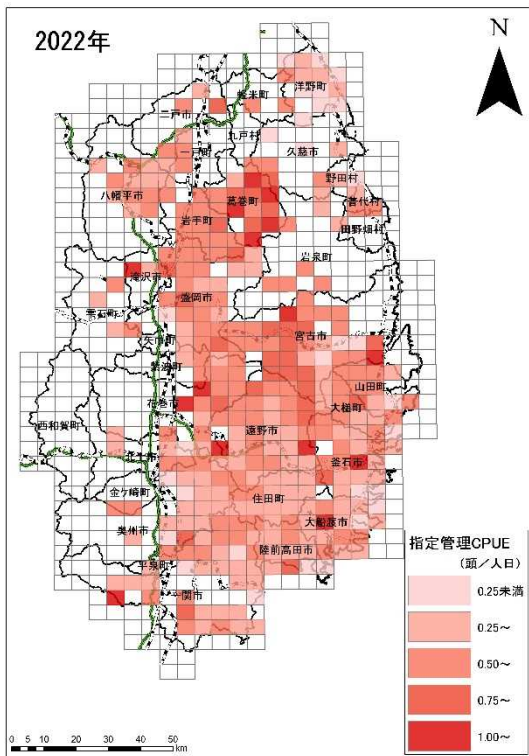 2022年
N
洋野町
軽米町
二戸市
九戸村
一戸町
久慈市
野田村
八幡平市
葛巻町
普代村
岩手町
田野畑村
岩泉町
滝沢市
盛岡市
雫石町
矢巾町
宮古市
紫波町
山田町
花巻市
大槌町
西和賀町
遠野市
北上市
釜石市
金ケ崎町
住田町
奥州市
大船渡市
陸前高田市
平泉町
一関市
指定管理CPUE
(頭/人日)
0.25未満
0.25~
0.50~
0.75~
1.00~
0 5 10 20 30 40 50
km